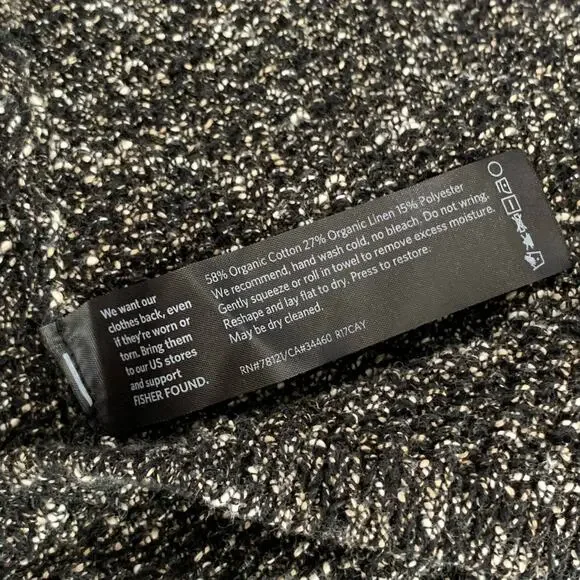 We want our
clothes back, even
if they're worn or
torn. Bring them
to our US stores
and support
FISHER FOUND.
58% Organic Cotton 27% Organic Linen 15% Polyester
We recommend, hand wash cold, no bleach. Do not wring.
Gently squeeze or roll in towel to remove excess moisture.
Reshape and lay flat to dry. Press to restore.
May be dry cleaned.
RN#78121/CA#34460 R17CAY